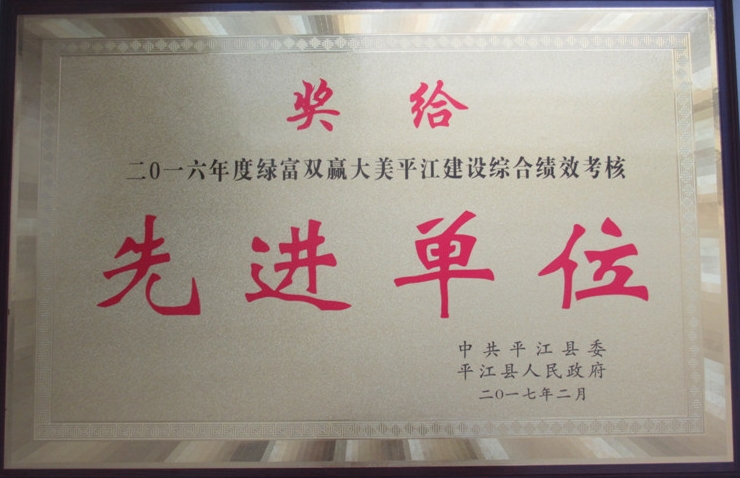 奖给
二0一六年度绿富双赢大美平江建设综合绩效考核
先进单位
中共平江县委
平江县人民政府
二0一七年二月